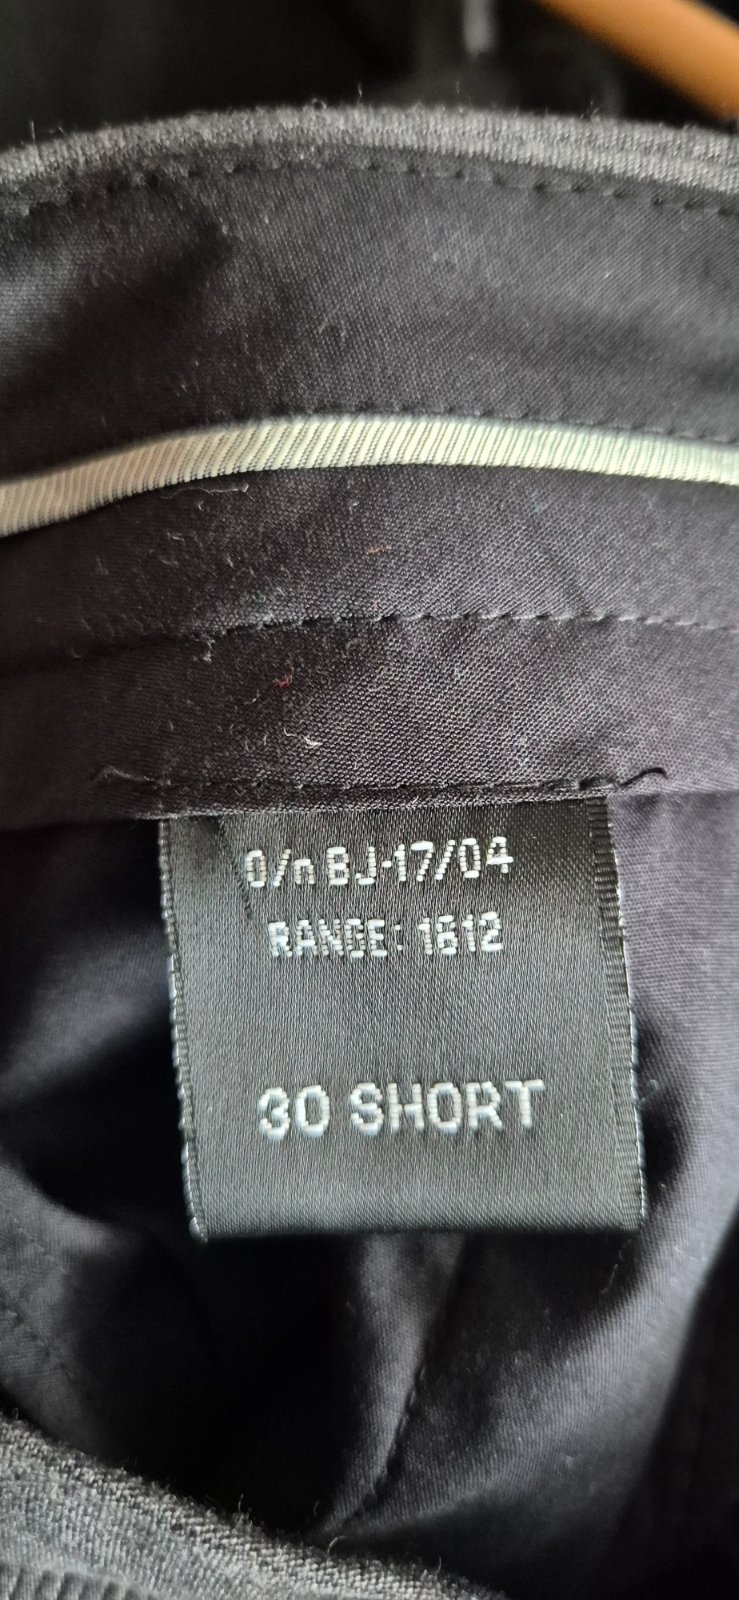 O/n BJ-17/04
RANGE: 1612
30 SHORT